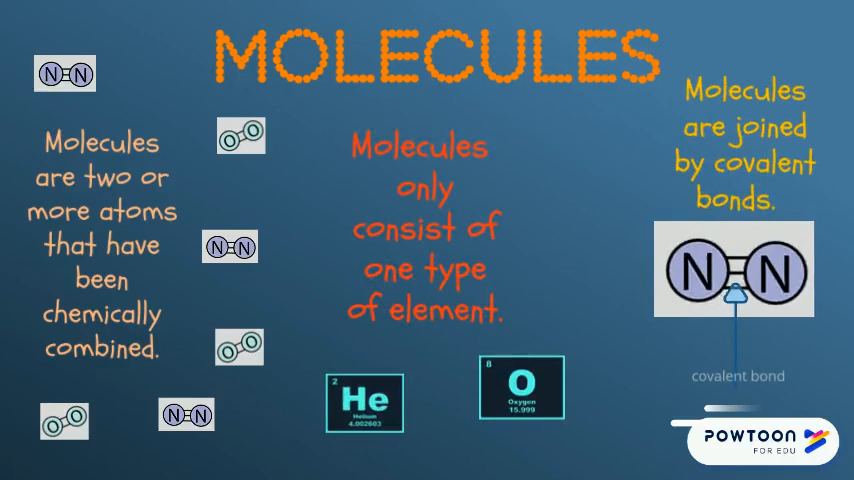 MOLECULES
N N
O O
Molecules
are two or
more atoms
that have
been
chemically
combined.
N N
O O
O O
N N
Molecules
only
consist of
one type
of element.
2
He
Helium
4.002603
8
O
Oxygen
15.999
Molecules
are joined
by covalent
bonds.
N N
covalent bond
POWTOON
FOR EDU